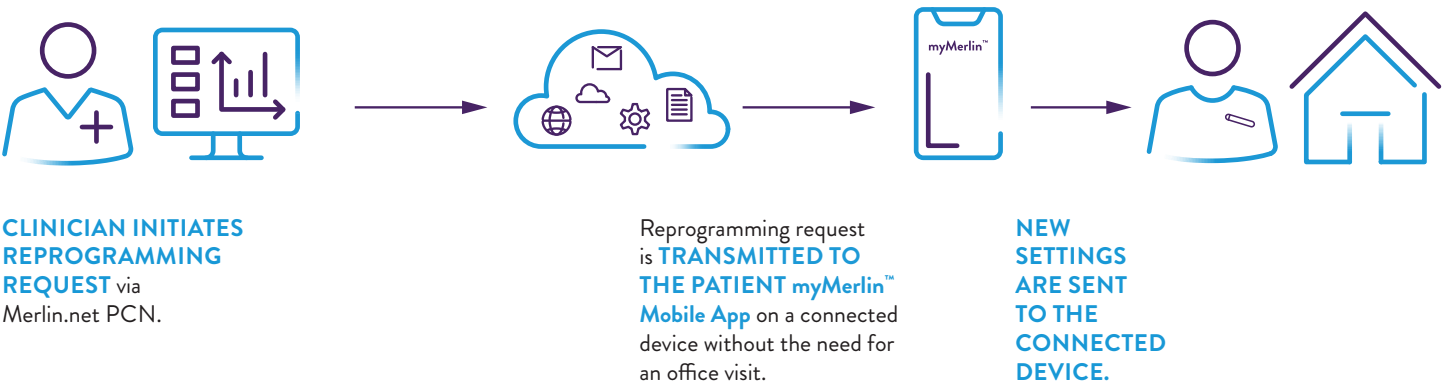 myMerlin™
CLINICIAN INITIATES
REPROGRAMMING
REQUEST via
Merlin.net PCN.
Reprogramming request
is TRANSMITTED TO
THE PATIENT myMerlin™
Mobile App on a connected
device without the need for
an office visit.
NEW
SETTINGS
ARE SENT
TO THE
CONNECTED
DEVICE.